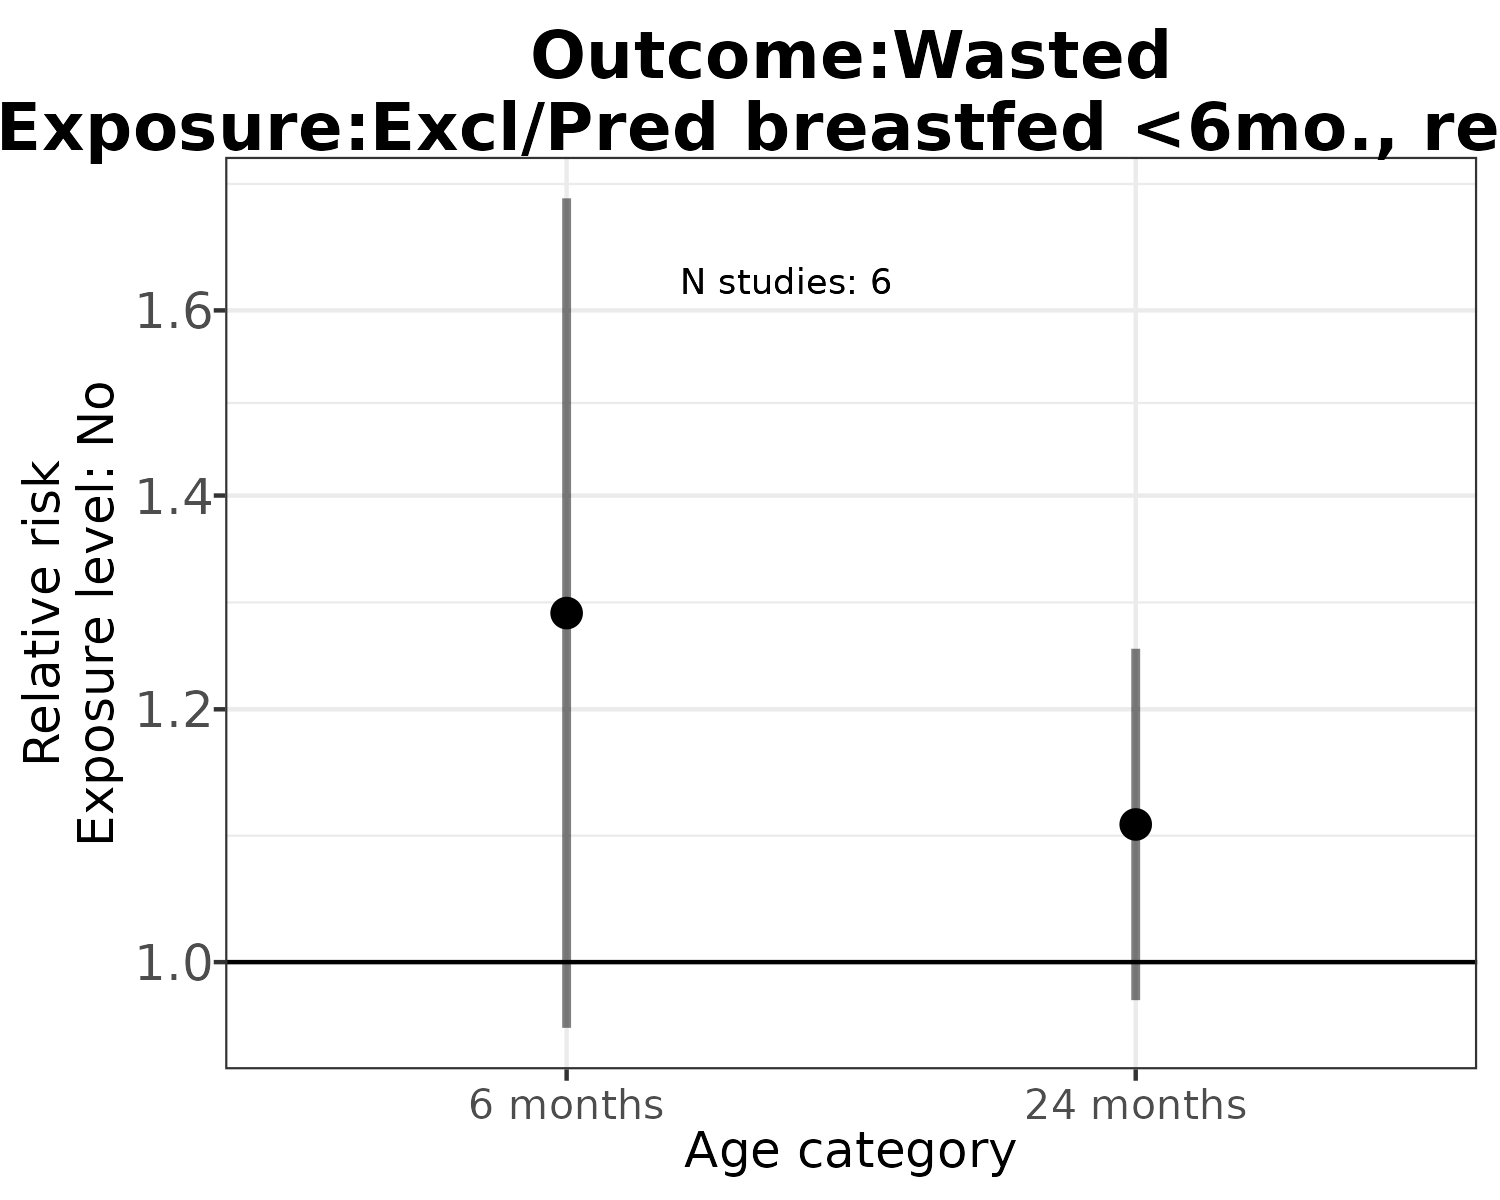 Outcome:Wasted
Exposure:Excl/Pred breastfed <6mo., re
N studies: 6
1.6
1.4
1.2
1.0
Relative risk
Exposure level: No
6 months
24 months
Age category